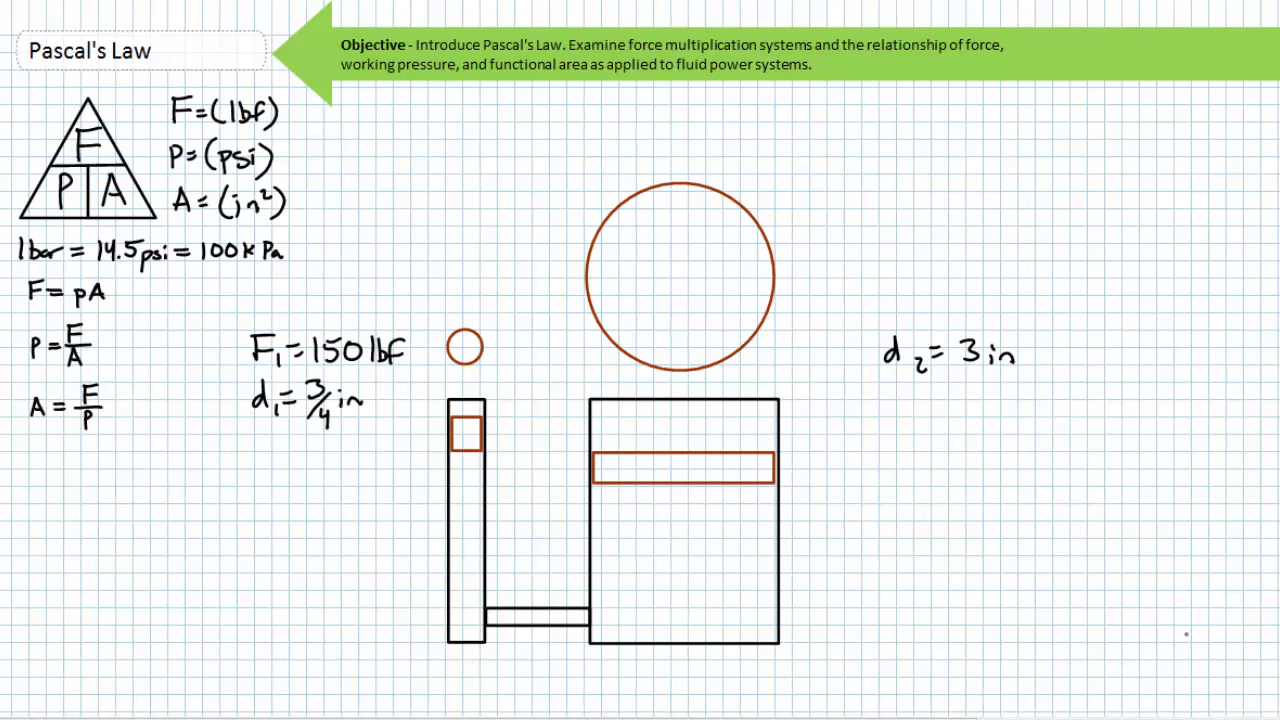 Pascal's Law
Objective - Introduce Pascal's Law. Examine force multiplication systems and the relationship of force,
working pressure, and functional area as applied to fluid power systems.
F
P A
F=(lbf)
P=(psi)
A=(in²)
1bar = 14.5psi = 100kPa
F= pA
P=F/A
A = F/P
F₁=150lbf
d₁=3/4 in
d₂= 3in